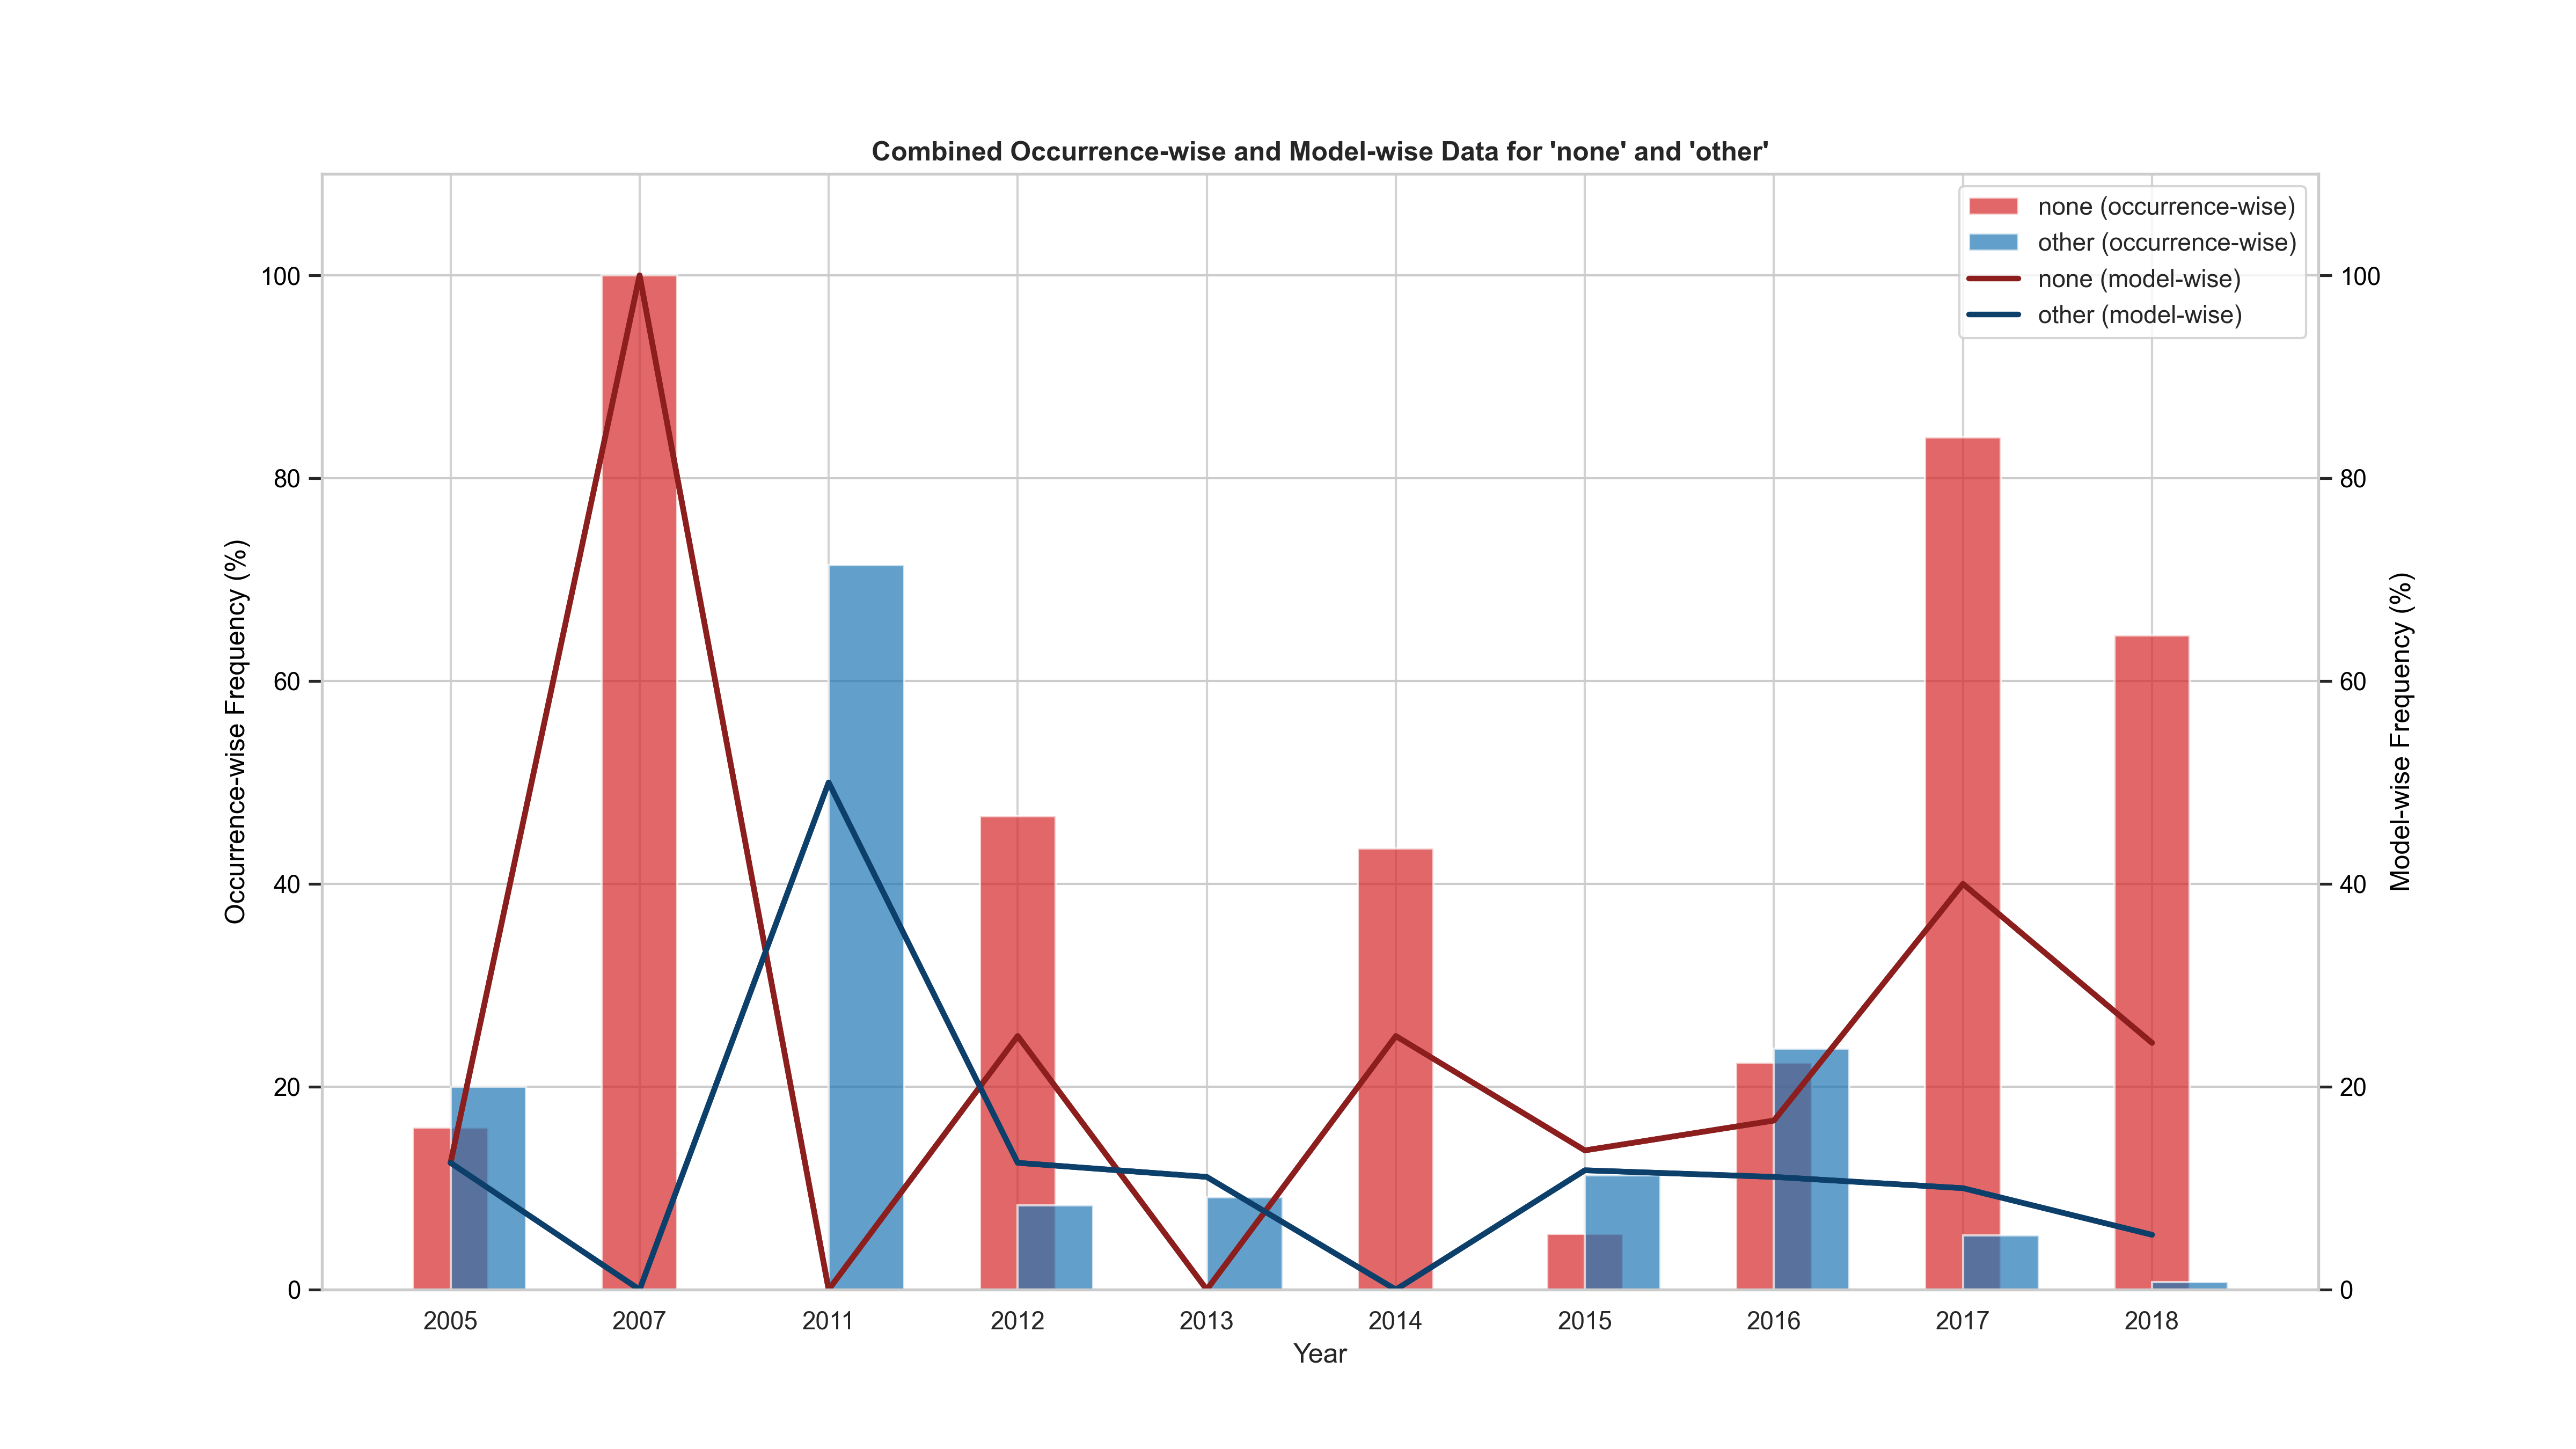 Combined Occurrence-wise and Model-wise Data for 'none' and 'other'
none (occurrence-wise)
other (occurrence-wise)
none (model-wise)
other (model-wise)
Occurrence-wise Frequency (%)
100
80
60
40
20
0
Model-wise Frequency (%)
100
80
60
40
20
0
2005 2007 2011 2012 2013 2014 2015 2016 2017 2018
Year